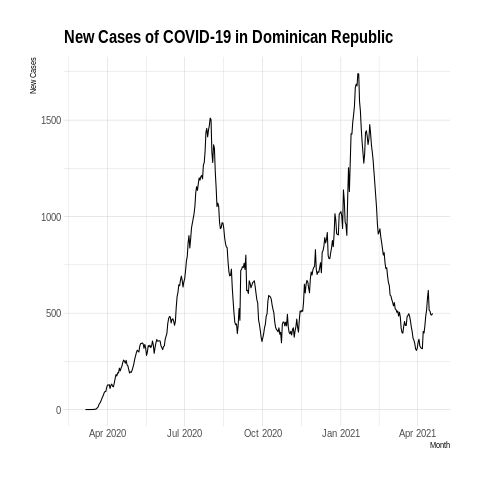 New Cases of COVID-19 in Dominican Republic
New Cases
1500
1000
500
0
Apr 2020 Jul 2020 Oct 2020 Jan 2021 Apr 2021
Month